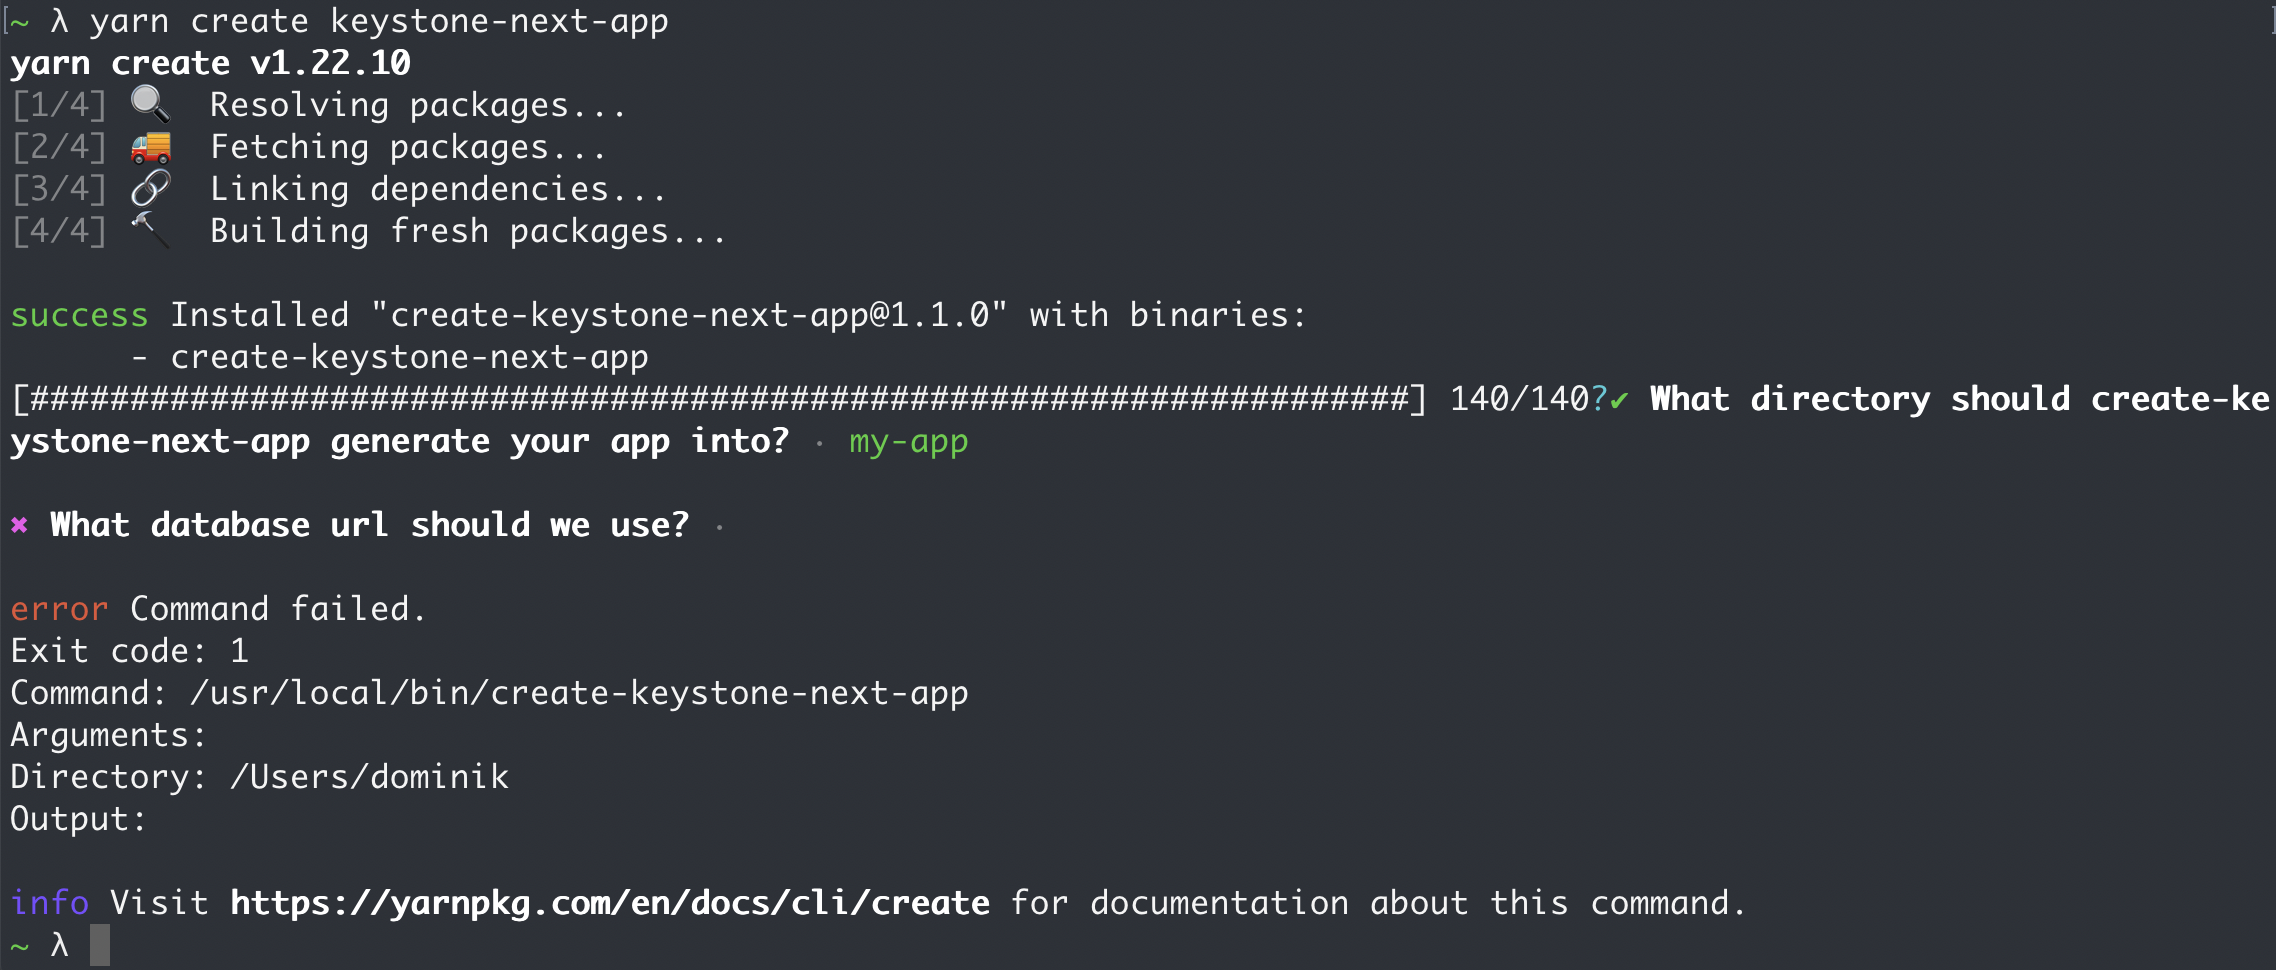 [~ λ yarn create keystone-next-app ]
yarn create v1.22.10
[1/4] 🔍 Resolving packages...
[2/4] 🚚 Fetching packages...
[3/4] 🔗 Linking dependencies...
[4/4] 🔨 Building fresh packages...
success Installed "create-keystone-next-app@1.1.0" with binaries:
- create-keystone-next-app
[#####################################################################] 140/140?✔ What directory should create-ke
ystone-next-app generate your app into? · my-app
✖ What database url should we use? ·
error Command failed.
Exit code: 1
Command: /usr/local/bin/create-keystone-next-app
Arguments:
Directory: /Users/dominik
Output:
info Visit https://yarnpkg.com/en/docs/cli/create for documentation about this command.
~ λ